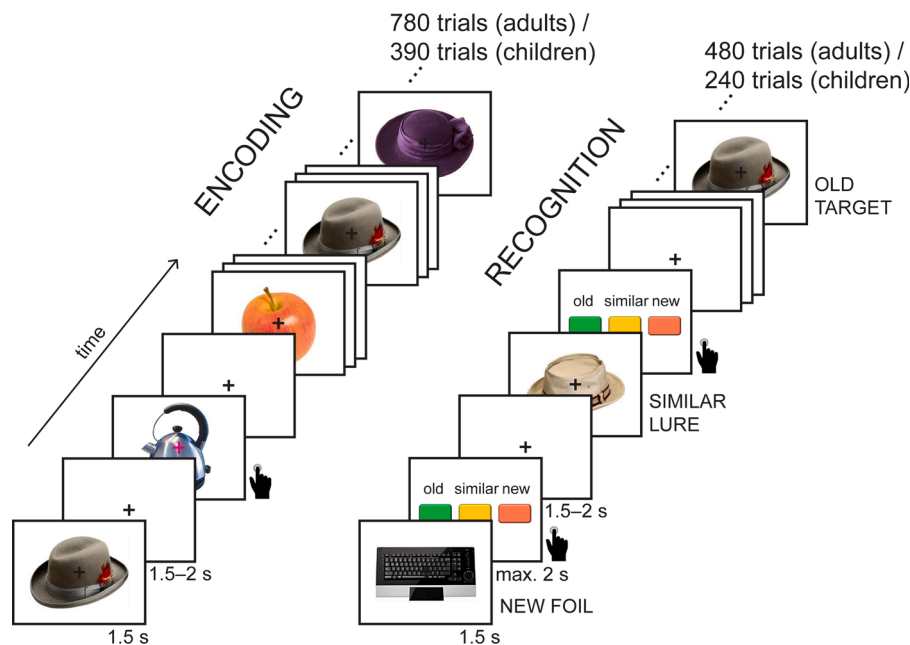 780 trials (adults) /
390 trials (children)
ENCODING
time
1.5–2 s
1.5 s
480 trials (adults) /
240 trials (children)
RECOGNITION
OLD
TARGET
old similar new
SIMILAR
LURE
1.5–2 s
old similar new
max. 2 s
NEW FOIL
1.5 s